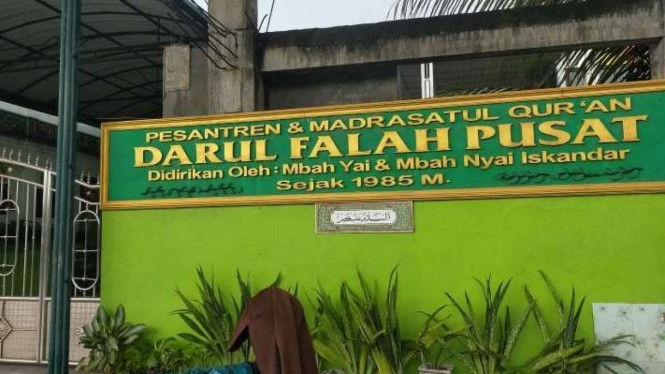 PESANTREN & MADRASATUL QUR'AN
DARUL FALAH PUSAT
Didirikan Oleh : Mbah Yai & Mbah Nyai Iskandar
Sejak 1985 M.